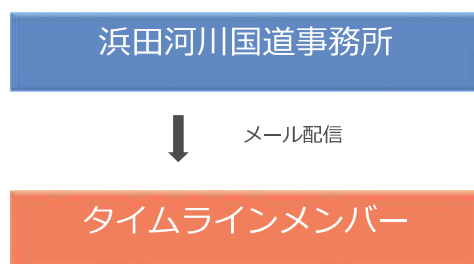 浜田河川国道事務所
メール配信
タイムラインメンバー